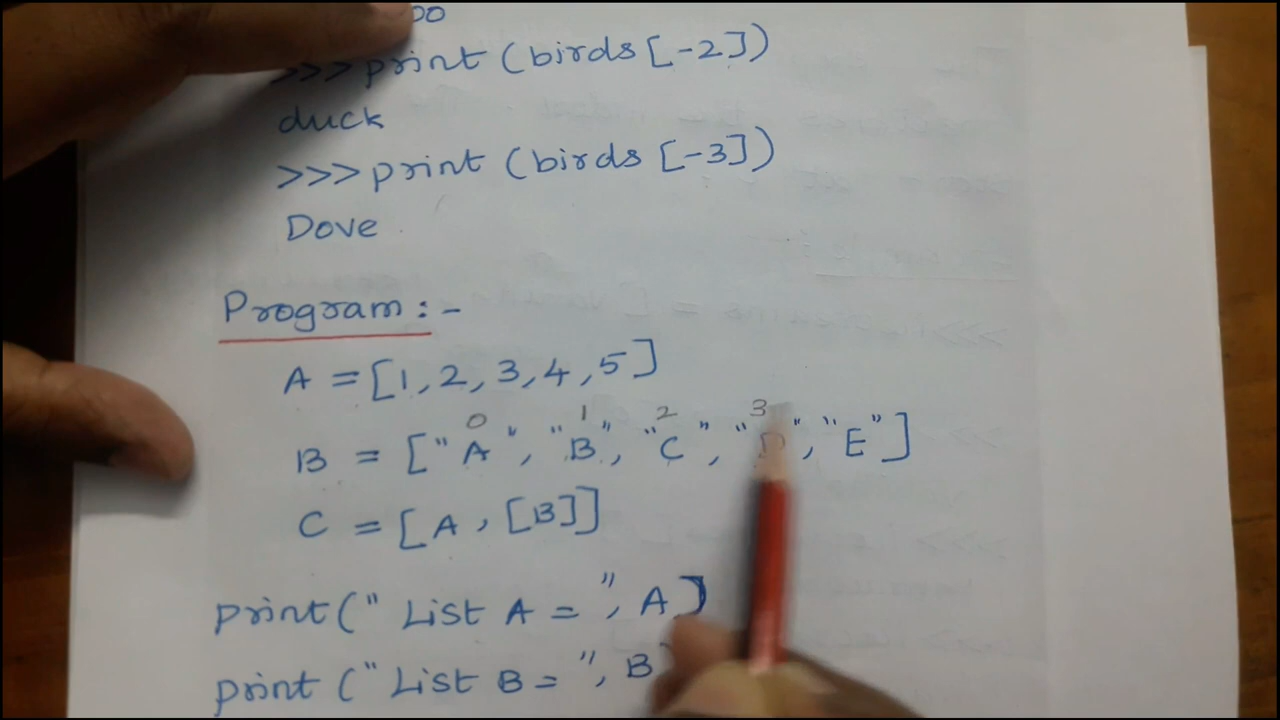 >>> print (birds [-2])
duck
>>> print (birds [-3])
Dove
Program :-
A = [1, 2, 3, 4, 5]
0 1 2 3
B = ["A", "B", "C", "D", "E"]
C = [A, [B]]
print(" List A = ", A)
print (" List B = ", B)